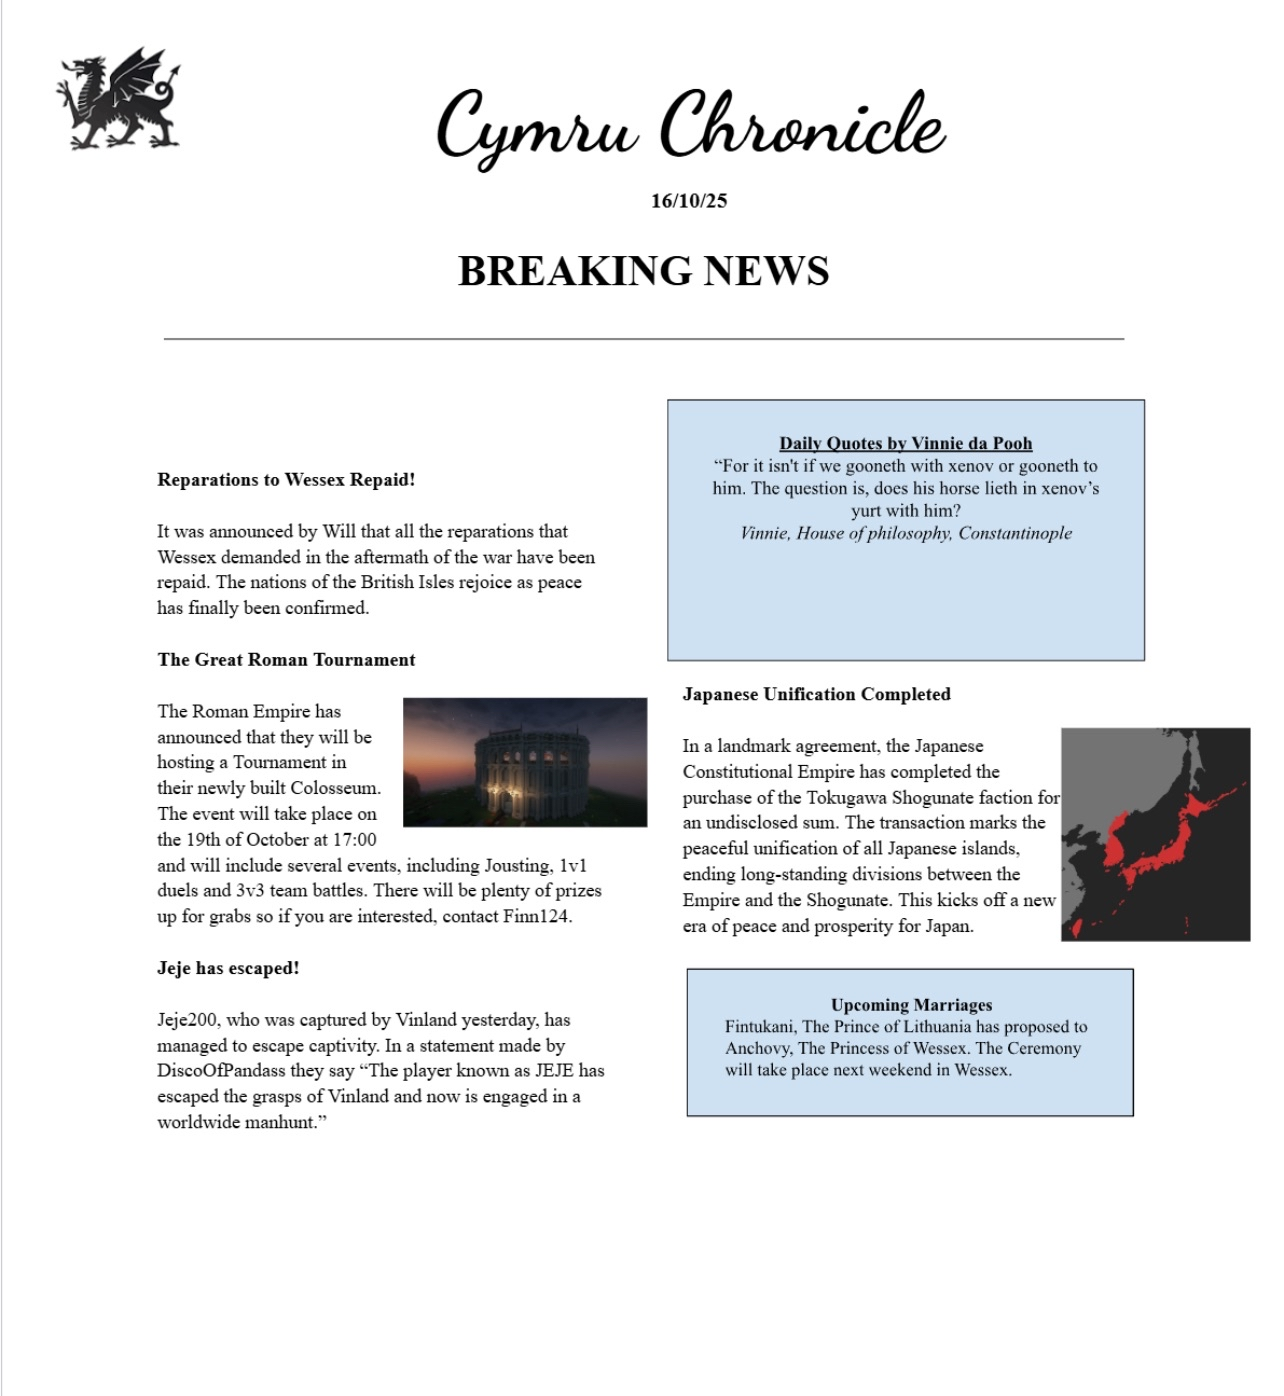 Cymru Chronicle
16/10/25
BREAKING NEWS
Reparations to Wessex Repaid!
It was announced by Will that all the reparations that
Wessex demanded in the aftermath of the war have been
repaid. The nations of the British Isles rejoice as peace
has finally been confirmed.
The Great Roman Tournament
The Roman Empire has
announced that they will be
hosting a Tournament in
their newly built Colosseum.
The event will take place on
the 19th of October at 17:00
and will include several events, including Jousting, 1v1
duels and 3v3 team battles. There will be plenty of prizes
up for grabs so if you are interested, contact Finn124.
Jeje has escaped!
Jeje200, who was captured by Vinland yesterday, has
managed to escape captivity. In a statement made by
DiscoOfPandass they say “The player known as JEJE has
escaped the grasps of Vinland and now is engaged in a
worldwide manhunt.”
Daily Quotes by Vinnie da Pooh
“For it isn't if we gooneth with xenov or gooneth to
him. The question is, does his horse lieth in xenov’s
yurt with him?
Vinnie, House of philosophy, Constantinople
Japanese Unification Completed
In a landmark agreement, the Japanese
Constitutional Empire has completed the
purchase of the Tokugawa Shogunate faction for
an undisclosed sum. The transaction marks the
peaceful unification of all Japanese islands,
ending long-standing divisions between the
Empire and the Shogunate. This kicks off a new
era of peace and prosperity for Japan.
Upcoming Marriages
Fintukani, The Prince of Lithuania has proposed to
Anchovy, The Princess of Wessex. The Ceremony
will take place next weekend in Wessex.